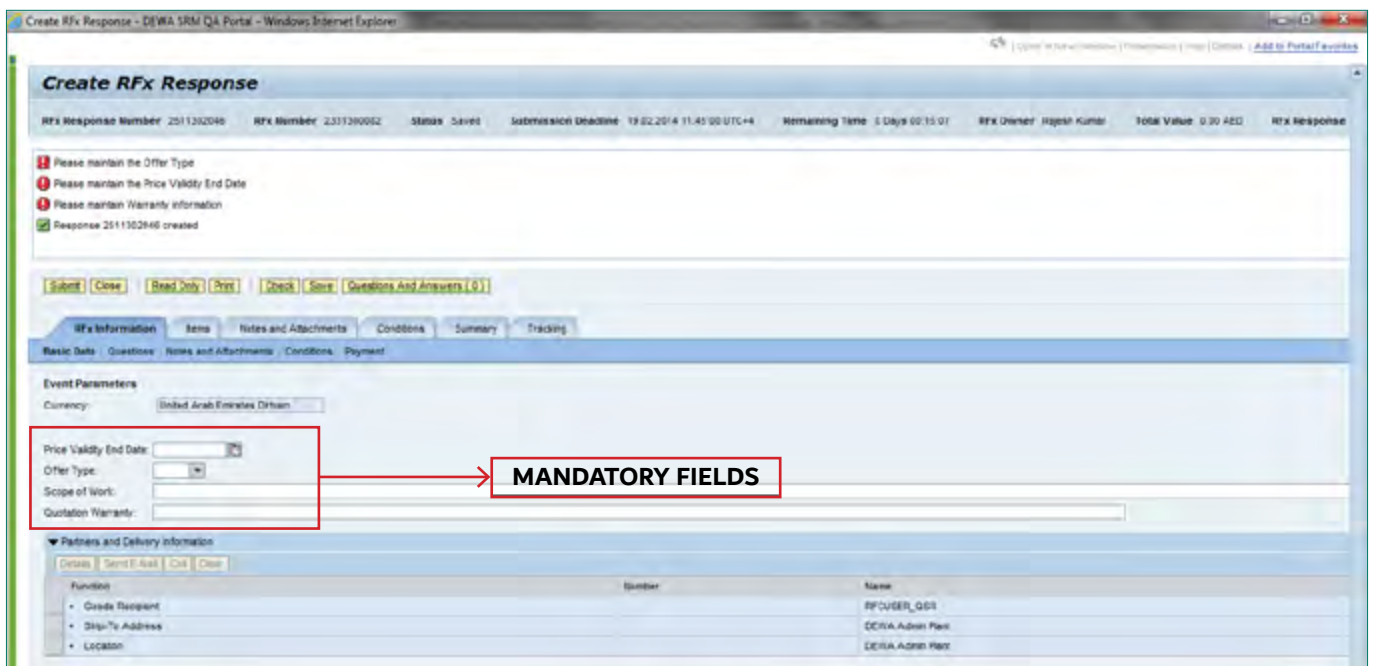 Create RFx Response - DEWA SRM QA Portal - Windows Internet Explorer
Add to Portal Favorites
Create RFx Response
RFx Response Number RFx Number Status Saved Submission Deadline 19.02.2014 11:45:00 UTC+4 Remaining Time 0 Days 00:15:01 RFx Owner Rajesh Kumar Total Value 0.00 AED RFx Response
Please maintain the Offer Type
Please maintain the Price Validity End Date
Please maintain Warranty information
Response created
Submit Close Read Only Print Check Save Questions And Answers ( 0 )
RFx Information Items Notes and Attachments Conditions Summary Tracking
Basic Data Questions Notes and Attachments Conditions Payment
Event Parameters
Currency: United Arab Emirates Dirham
Price Validity End Date:
Offer Type:
MANDATORY FIELDS
Scope of Work:
Quotation Warranty:
Partners and Delivery Information
Details Send E-Mail Call Clear
Function Number Name
• Goods Recipient
• Ship-To Address DEWA Admin Plant
• Location DEWA Admin Plant